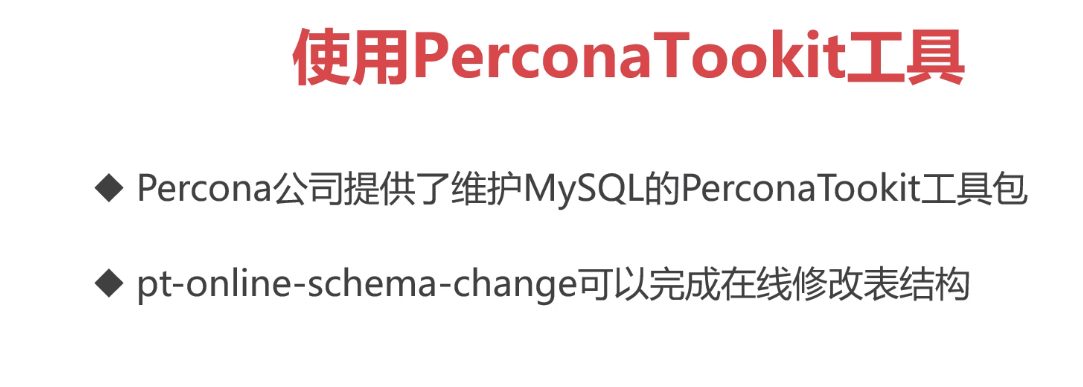 使用PerconaTookit工具
◆ Percona公司提供了维护MySQL的PerconaTookit工具包
◆ pt-online-schema-change可以完成在线修改表结构